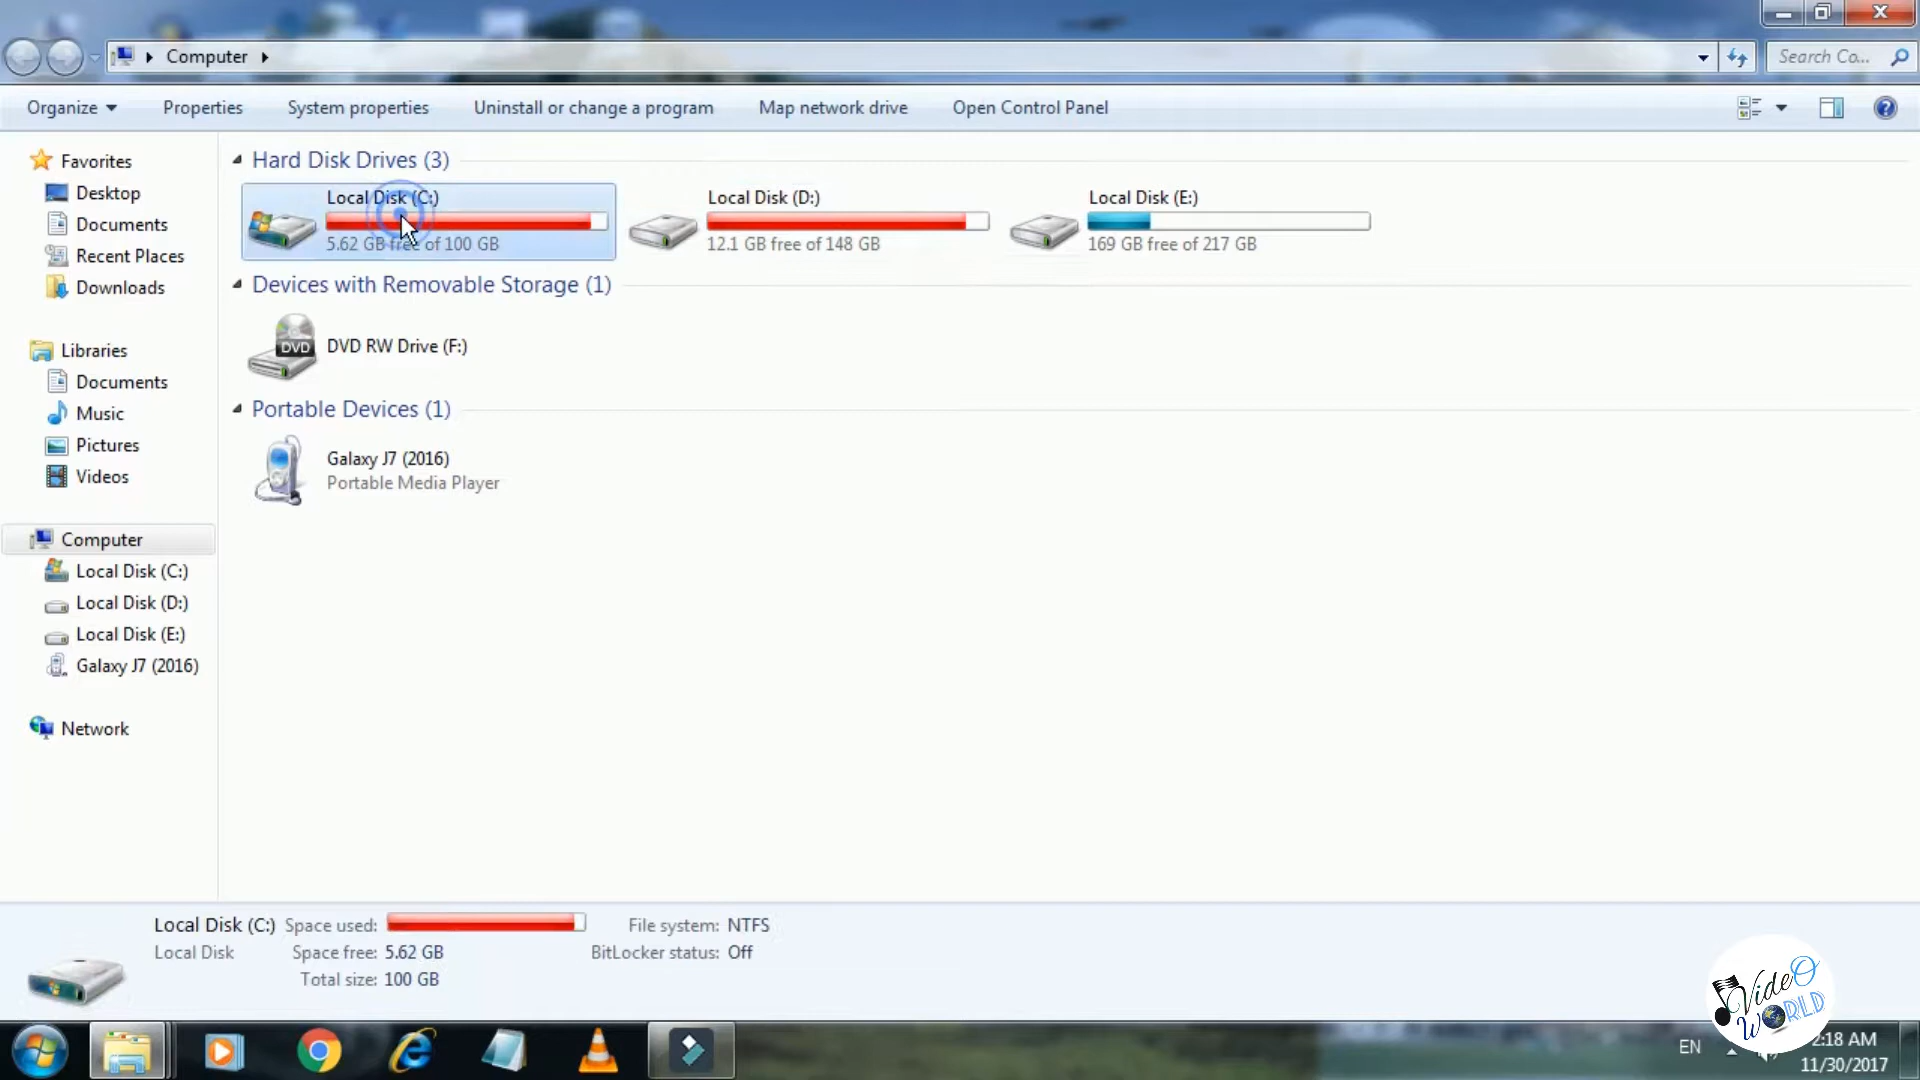 Computer
Search Co...
Organize
Properties
System properties
Uninstall or change a program
Map network drive
Open Control Panel
Favorites
Desktop
Documents
Recent Places
Downloads
Libraries
Documents
Music
Pictures
Videos
Computer
Local Disk (C:)
Local Disk (D:)
Local Disk (E:)
Galaxy J7 (2016)
Network
Hard Disk Drives (3)
Local Disk (C:)
5.62 GB free of 100 GB
Local Disk (D:)
12.1 GB free of 148 GB
Local Disk (E:)
169 GB free of 217 GB
Devices with Removable Storage (1)
DVD
DVD RW Drive (F:)
Portable Devices (1)
Galaxy J7 (2016)
Portable Media Player
Local Disk (C:)
Local Disk
Space used:
Space free: 5.62 GB
Total size: 100 GB
File system: NTFS
BitLocker status: Off
VideO
WORLD
EN
2:18 AM
11/30/2017